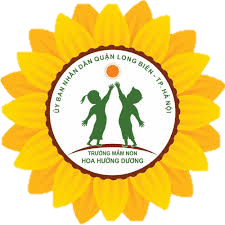 ỦY BAN NHÂN DÂN QUẬN LONG BIÊN - TP. HÀ NỘI
TRƯỜNG MẦM NON
HOA HƯỚNG DƯƠNG